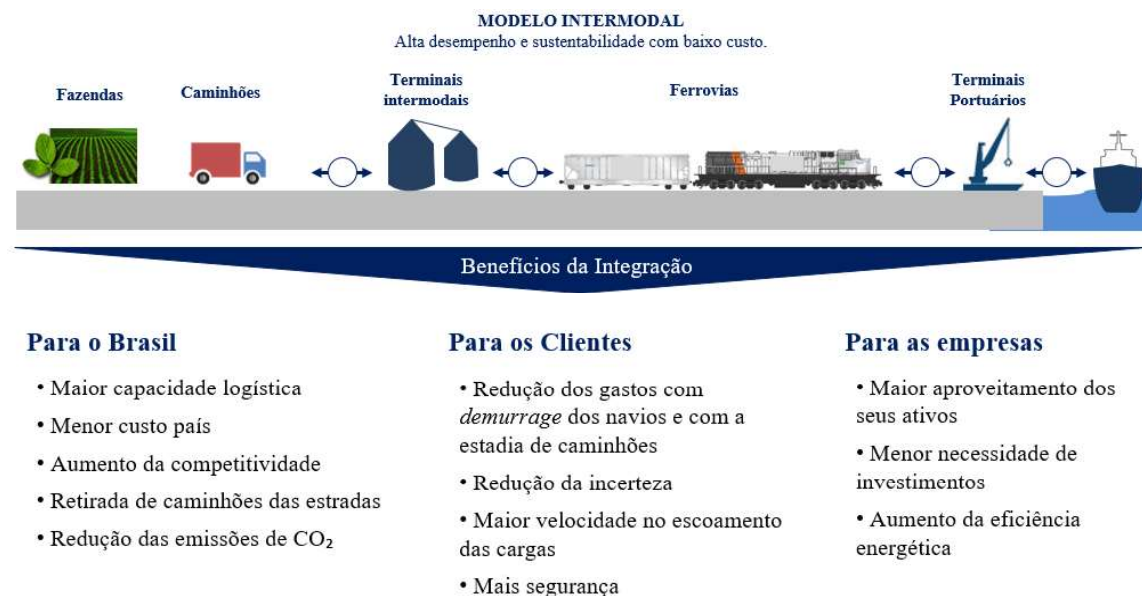 MODELO INTERMODAL
Alta desempenho e sustentabilidade com baixo custo.
Fazendas
Caminhões
Terminais
intermodais
Ferrovias
Terminais
Portuários
Benefícios da Integração
Para o Brasil
• Maior capacidade logística
• Menor custo país
• Aumento da competitividade
• Retirada de caminhões das estradas
• Redução das emissões de CO₂
Para os Clientes
• Redução dos gastos com
demurrage dos navios e com a
estadia de caminhões
• Redução da incerteza
• Maior velocidade no escoamento
das cargas
• Mais segurança
Para as empresas
• Maior aproveitamento dos
seus ativos
• Menor necessidade de
investimentos
• Aumento da eficiência
energética